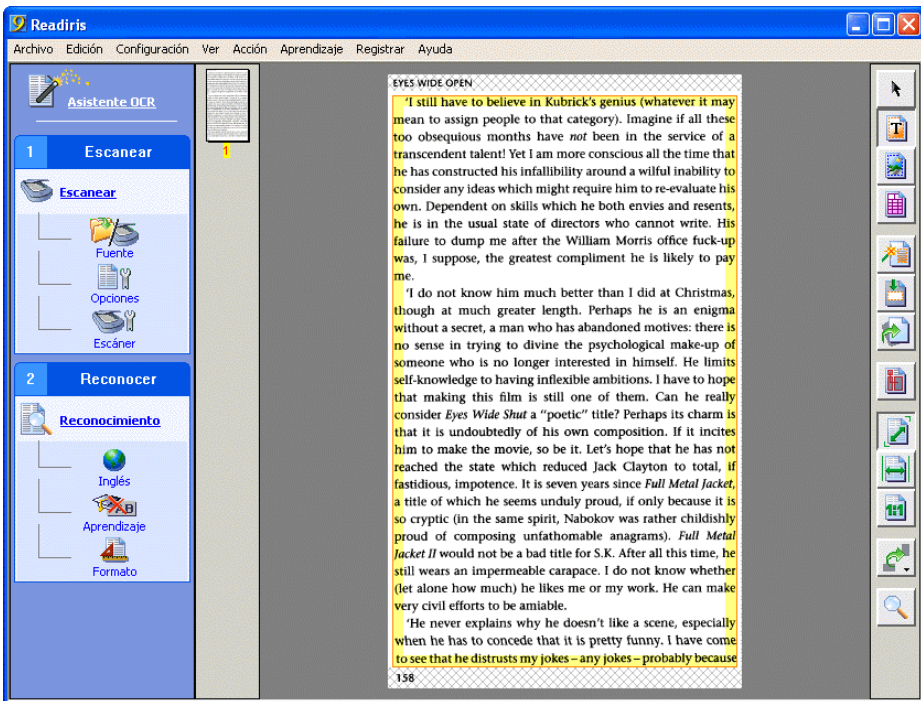 Readiris
Archivo Edición Configuración Ver Acción Aprendizaje Registrar Ayuda
Asistente OCR
1 Escanear
Escanear
Fuente
Opciones
Escáner
2 Reconocer
Reconocimiento
Inglés
Aprendizaje
Formato
1
EYES WIDE OPEN
'I still have to believe in Kubrick's genius (whatever it may
mean to assign people to that category). Imagine if all these
too obsequious months have not been in the service of a
transcendent talent! Yet I am more conscious all the time that
he has constructed his infallibility around a wilful inability to
consider any ideas which might require him to re-evaluate his
own. Dependent on skills which he both envies and resents,
he is in the usual state of directors who cannot write. His
failure to dump me after the William Morris office fuck-up
was, I suppose, the greatest compliment he is likely to pay
me.
'I do not know him much better than I did at Christmas,
though at much greater length. Perhaps he is an enigma
without a secret, a man who has abandoned motives: there is
no sense in trying to divine the psychological make-up of
someone who is no longer interested in himself. He limits
self-knowledge to having inflexible ambitions. I have to hope
that making this film is still one of them. Can he really
consider Eyes Wide Shut a "poetic" title? Perhaps its charm is
that it is undoubtedly of his own composition. If it incites
him to make the movie, so be it. Let's hope that he has not
reached the state which reduced Jack Clayton to total, if
fastidious, impotence. It is seven years since Full Metal Jacket,
a title of which he seems unduly proud, if only because it is
so cryptic (in the same spirit, Nabokov was rather childishly
proud of composing unfathomable anagrams). Full Metal
Jacket II would not be a bad title for S.K. After all this time, he
still wears an impermeable carapace. I do not know whether
(let alone how much) he likes me or my work. He can make
very civil efforts to be amiable.
'He never explains why he doesn't like a scene, especially
when he has to concede that it is pretty funny. I have come
to see that he distrusts my jokes – any jokes – probably because
158
T
1:1